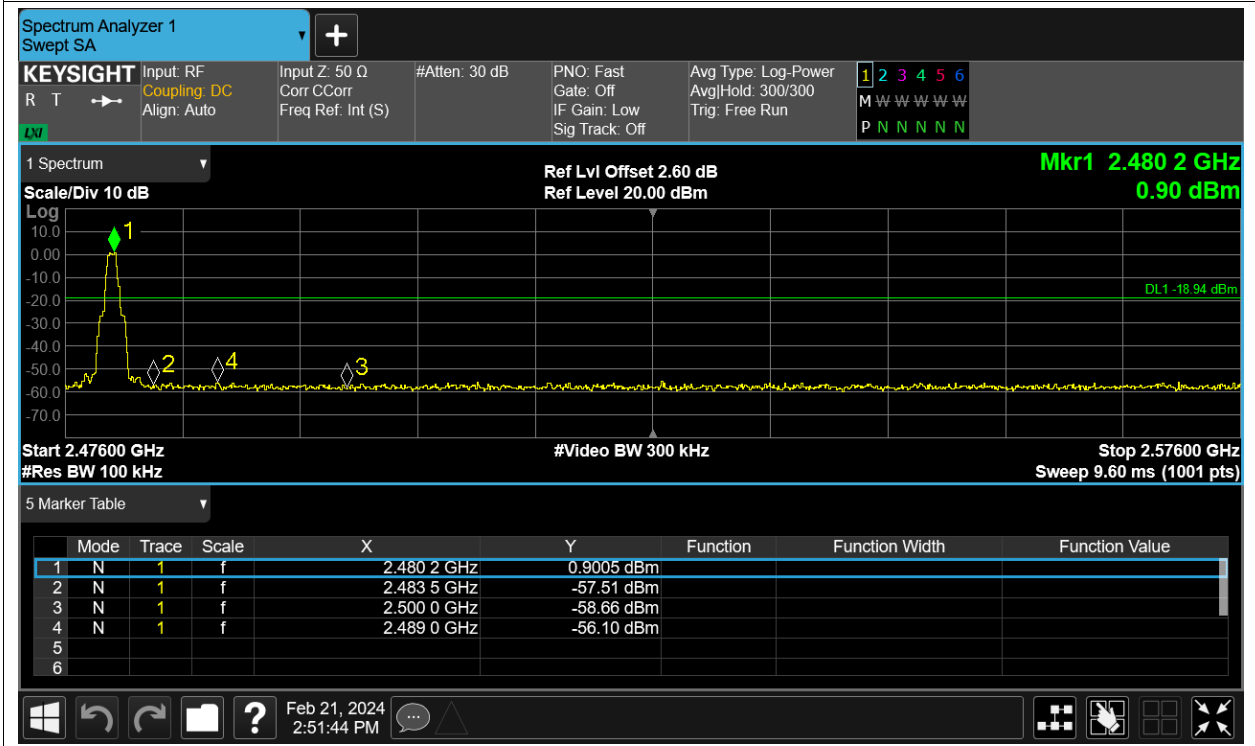 Spectrum Analyzer 1
Swept SA
+
KEYSIGHT Input: RF Input Z: 50 Ω #Atten: 30 dB PNO: Fast Avg Type: Log-Power 1 2 3 4 5 6
R T Coupling: DC Corr CCorr Gate: Off Avg|Hold: 300/300 M W W W W W
Align: Auto Freq Ref: Int (S) IF Gain: Low Trig: Free Run
LXI Sig Track: Off P N N N N N
1 Spectrum Ref Lvl Offset 2.60 dB Mkr1 2.480 2 GHz
Scale/Div 10 dB Ref Level 20.00 dBm 0.90 dBm
Log
10.0 1
0.00
-10.0
DL1 -18.94 dBm
-20.0
-30.0
-40.0
2 4 3
-50.0
-60.0
-70.0
Start 2.47600 GHz #Video BW 300 kHz Stop 2.57600 GHz
#Res BW 100 kHz Sweep 9.60 ms (1001 pts)
5 Marker Table
Mode Trace Scale X Y Function Function Width Function Value
1 N 1 f 2.480 2 GHz 0.9005 dBm
2 N 1 f 2.483 5 GHz -57.51 dBm
3 N 1 f 2.500 0 GHz -58.66 dBm
4 N 1 f 2.489 0 GHz -56.10 dBm
5
6
? Feb 21, 2024
2:51:44 PM